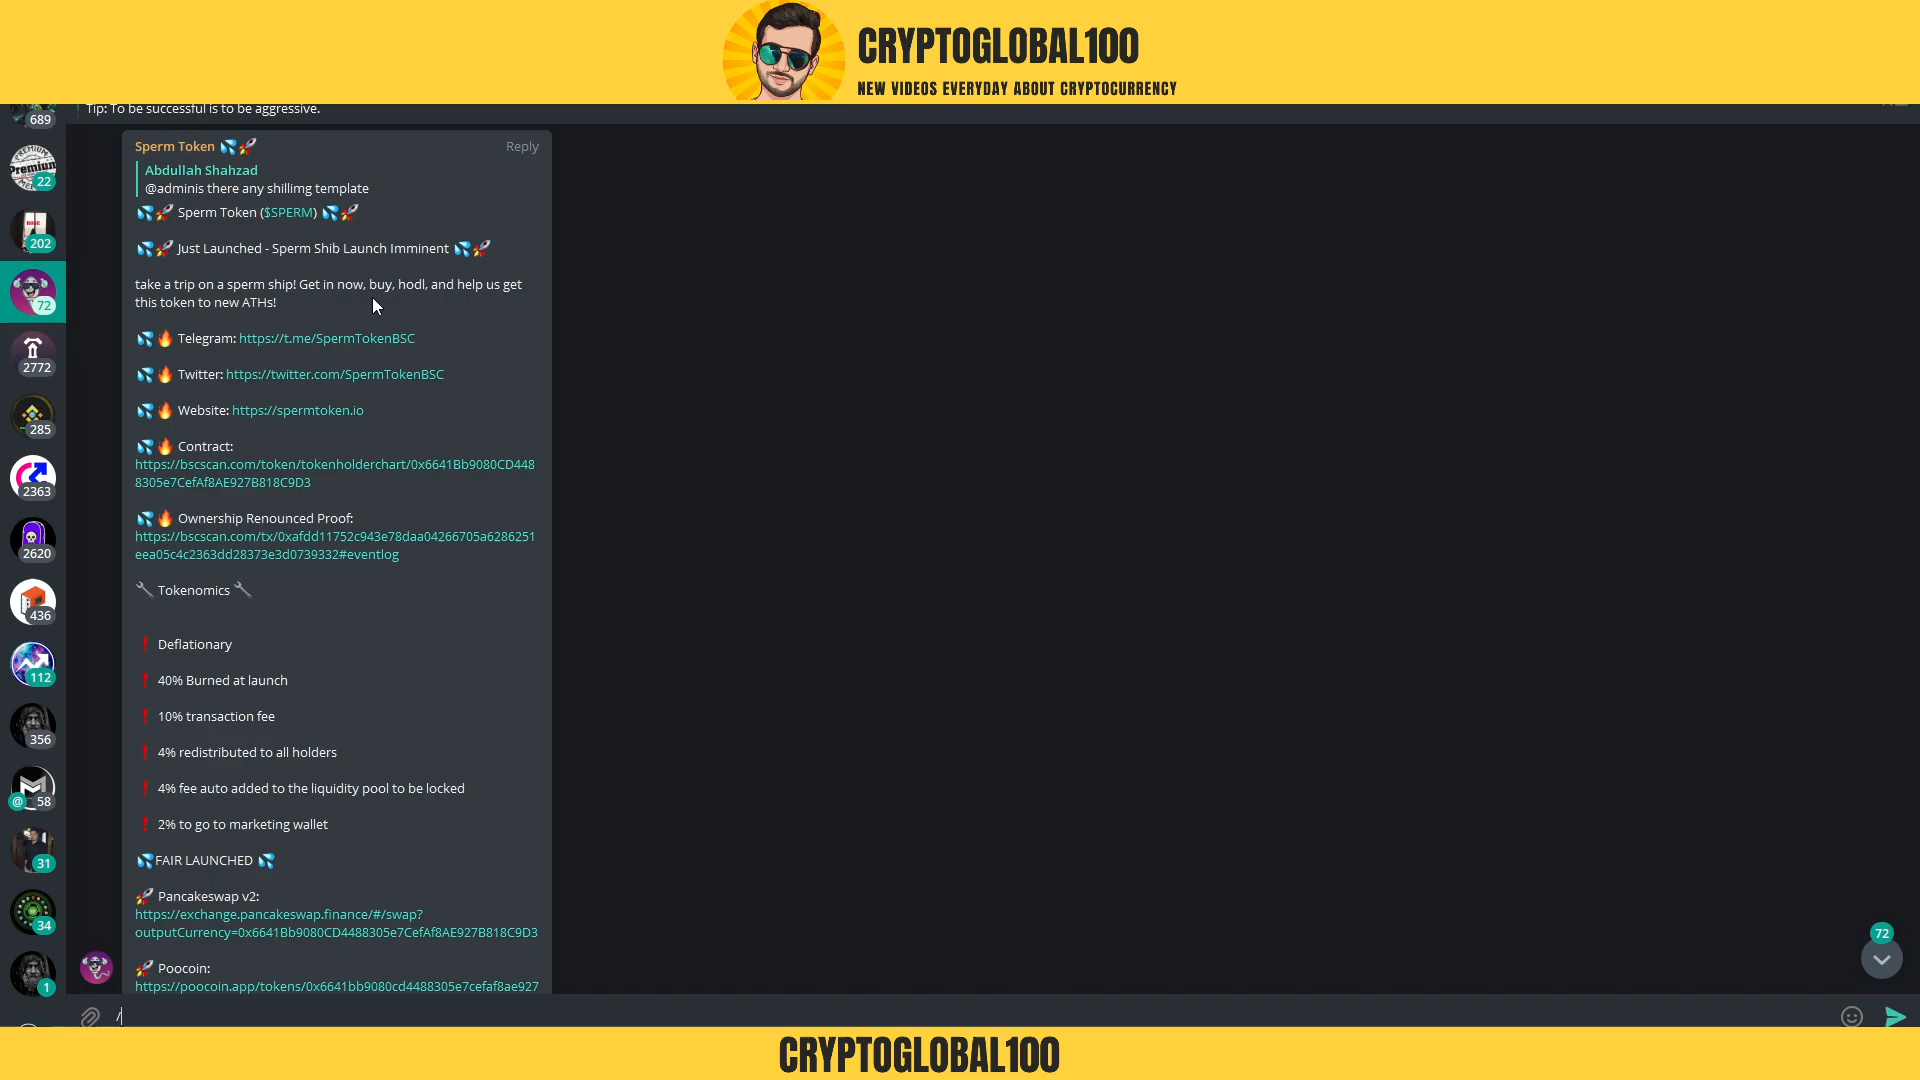 CRYPTOGLOBAL100
NEW VIDEOS EVERYDAY ABOUT CRYPTOCURRENCY
Tip: To be successful is to be aggressive.
689
22
202
72
2772
285
2363
2620
436
112
356
@ 58
31
34
1
Sperm Token 💦🚀 Reply
Abdullah Shahzad
@adminis there any shillimg template
💦🚀 Sperm Token ($SPERM) 💦🚀
💦🚀 Just Launched - Sperm Shib Launch Imminent 💦🚀
take a trip on a sperm ship! Get in now, buy, hodl, and help us get
this token to new ATHs!
💦🔥 Telegram: https://t.me/SpermTokenBSC
💦🔥 Twitter: https://twitter.com/SpermTokenBSC
💦🔥 Website: https://spermtoken.io
💦🔥 Contract:
https://bscscan.com/token/tokenholderchart/0x6641Bb9080CD448
8305e7CefAf8AE927B818C9D3
💦🔥 Ownership Renounced Proof:
https://bscscan.com/tx/0xafdd11752c943e78daa04266705a6286251
eea05c4c2363dd28373e3d0739332#eventlog
🔧 Tokenomics 🔧
❗ Deflationary
❗ 40% Burned at launch
❗ 10% transaction fee
❗ 4% redistributed to all holders
❗ 4% fee auto added to the liquidity pool to be locked
❗ 2% to go to marketing wallet
💦FAIR LAUNCHED 💦
🚀 Pancakeswap v2:
https://exchange.pancakeswap.finance/#/swap?
outputCurrency=0x6641Bb9080CD4488305e7CefAf8AE927B818C9D3
🚀 Poocoin:
https://poocoin.app/tokens/0x6641bb9080cd4488305e7cefaf8ae927
72
/
CRYPTOGLOBAL100